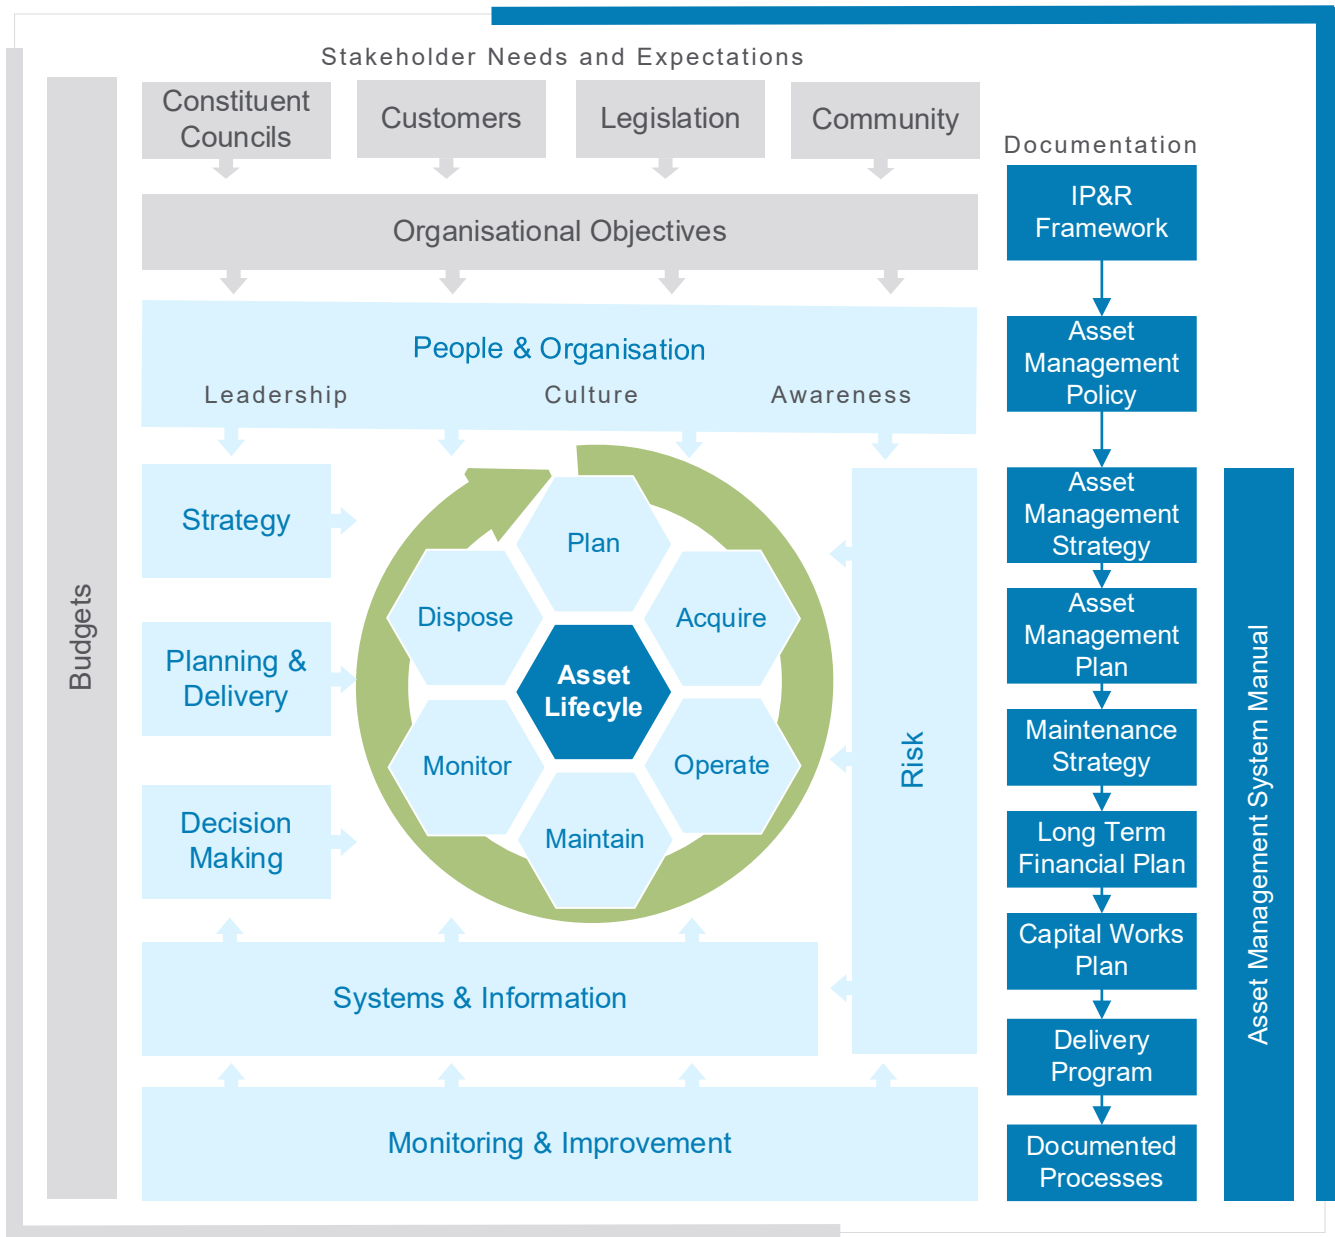 Stakeholder Needs and Expectations
Constituent
Councils
Customers
Legislation
Community
Organisational Objectives
People & Organisation
Leadership
Culture
Awareness
Budgets
Strategy
Planning &
Delivery
Decision
Making
Plan
Acquire
Operate
Maintain
Monitor
Dispose
Asset
Lifecyle
Risk
Systems & Information
Monitoring & Improvement
Documentation
IP&R
Framework
Asset
Management
Policy
Asset
Management
Strategy
Asset
Management
Plan
Maintenance
Strategy
Long Term
Financial Plan
Capital Works
Plan
Delivery
Program
Documented
Processes
Asset Management System Manual